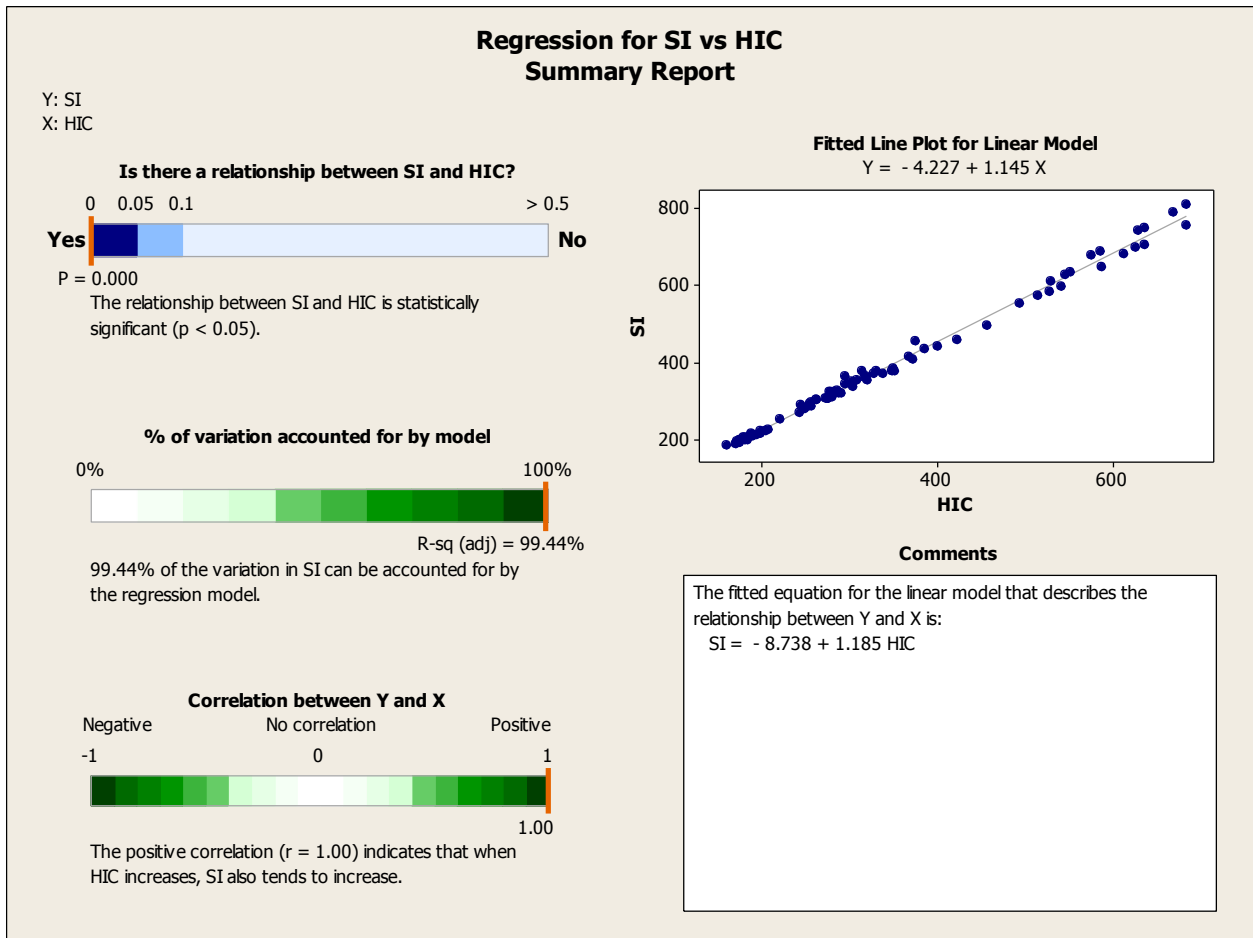 Regression for SI vs HIC
Summary Report
Y: SI
X: HIC
Is there a relationship between SI and HIC?
0 0.05 0.1 > 0.5
Yes No
P = 0.000
The relationship between SI and HIC is statistically
significant (p < 0.05).
% of variation accounted for by model
0% 100%
R-sq (adj) = 99.44%
99.44% of the variation in SI can be accounted for by
the regression model.
Correlation between Y and X
Negative No correlation Positive
-1 0 1
1.00
The positive correlation (r = 1.00) indicates that when
HIC increases, SI also tends to increase.
Fitted Line Plot for Linear Model
Y = - 4.227 + 1.145 X
800
600
400
200
SI
200 400 600
HIC
Comments
The fitted equation for the linear model that describes the
relationship between Y and X is:
SI = - 8.738 + 1.185 HIC